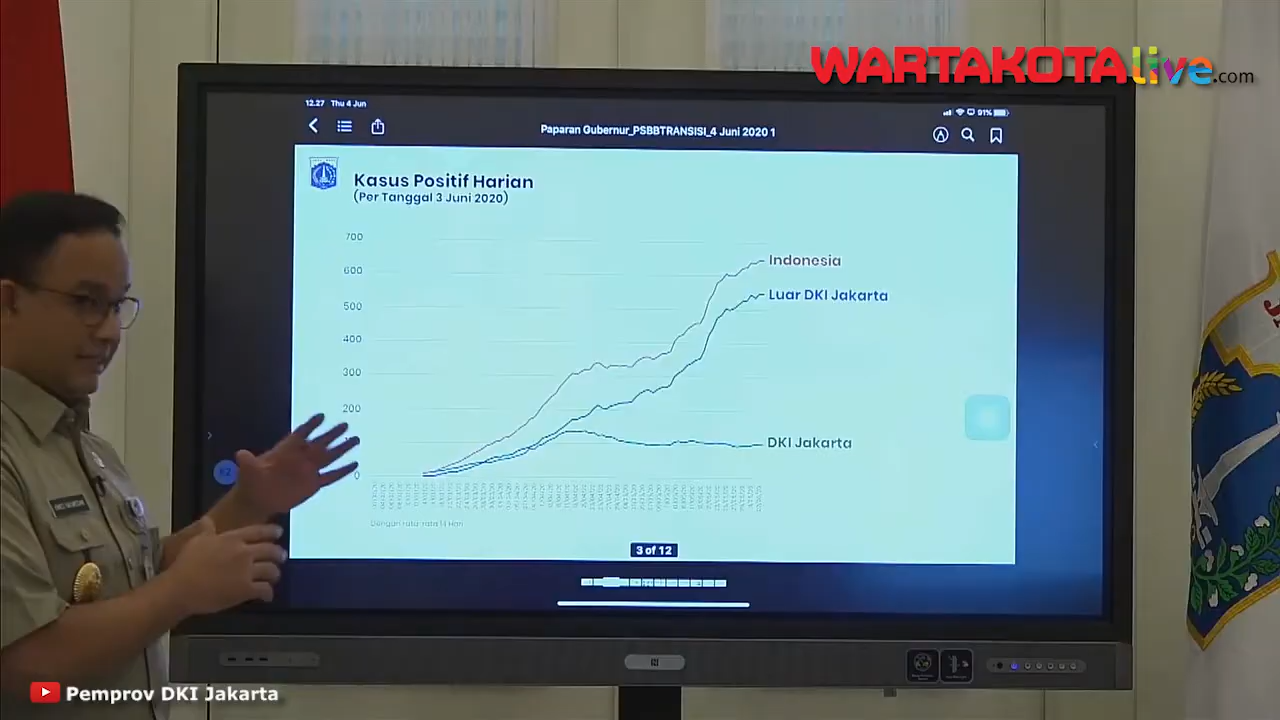 WARTAKOTAlive.com
12.27 Thu 4 Jun
91%
Paparan Gubernur_PSBBTRANSISI_4 Juni 2020 1
Kasus Positif Harian
(Per Tanggal 3 Juni 2020)
700
600
500
400
300
200
0
Indonesia
Luar DKI Jakarta
DKI Jakarta
Dengan rata-rata 14 Hari
3 of 12
Pemprov DKI Jakarta